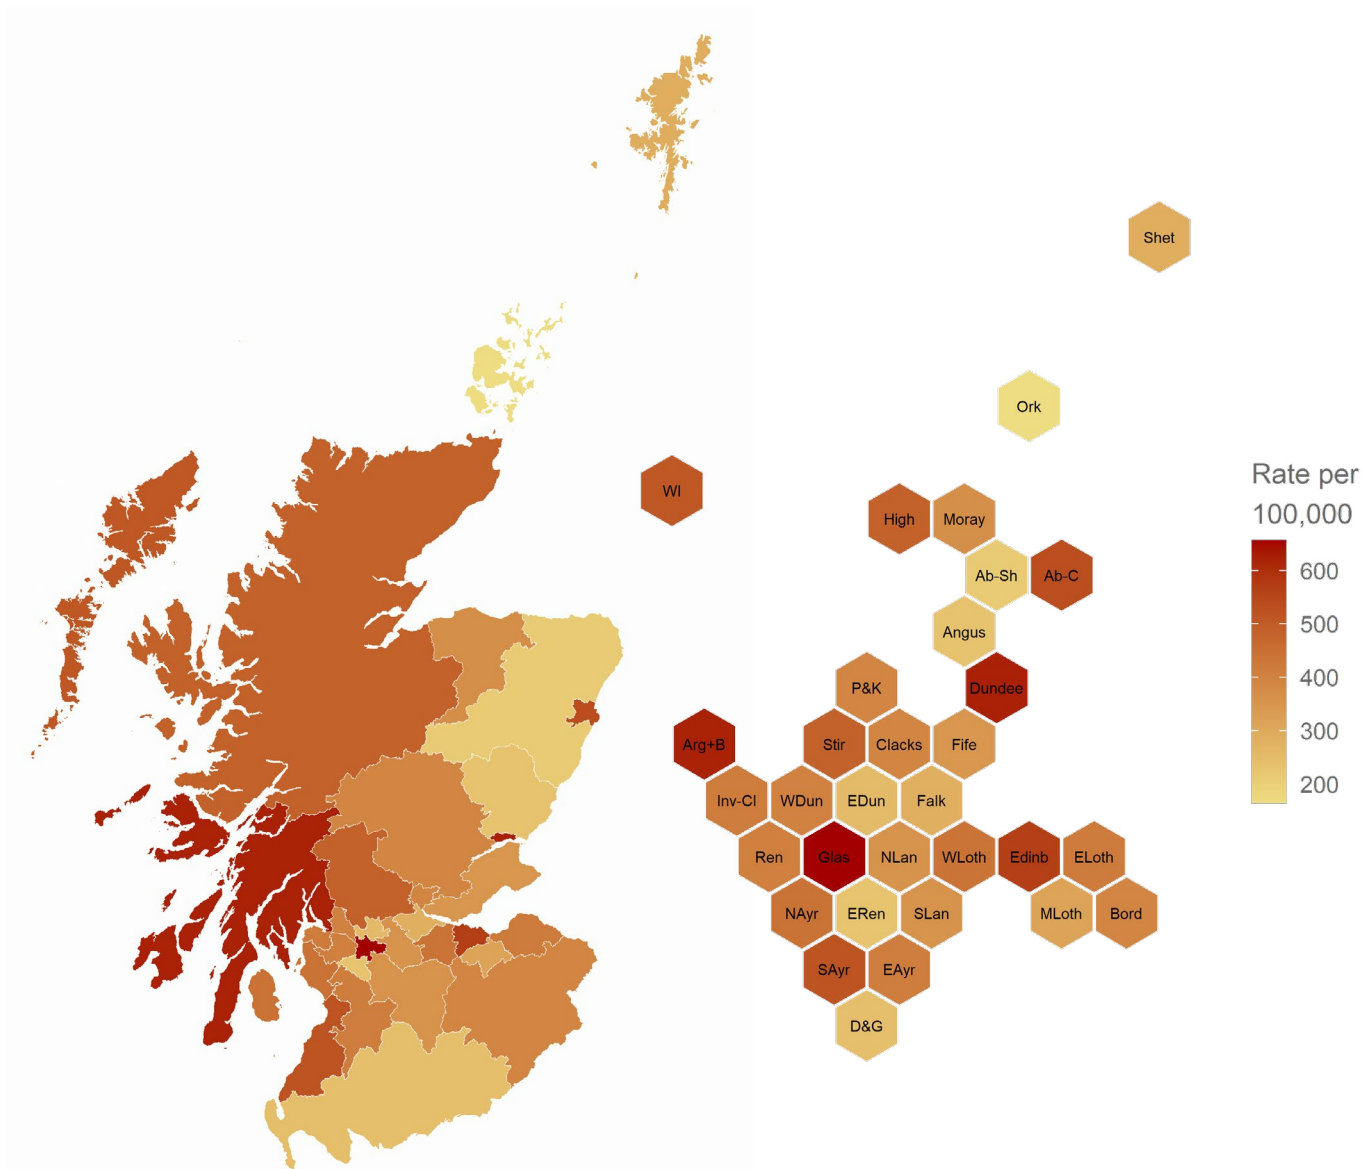 Shet
Ork
Rate per
100,000
WI
High Moray
Ab-Sh Ab-C
600
Angus
500
P&K Dundee
400
Arg+B Stir Clacks Fife
300
Inv-Cl WDun EDun Falk
200
Ren Glas NLan WLoth Edinb ELoth
NAyr ERen SLan MLoth Bord
SAyr EAyr
D&G